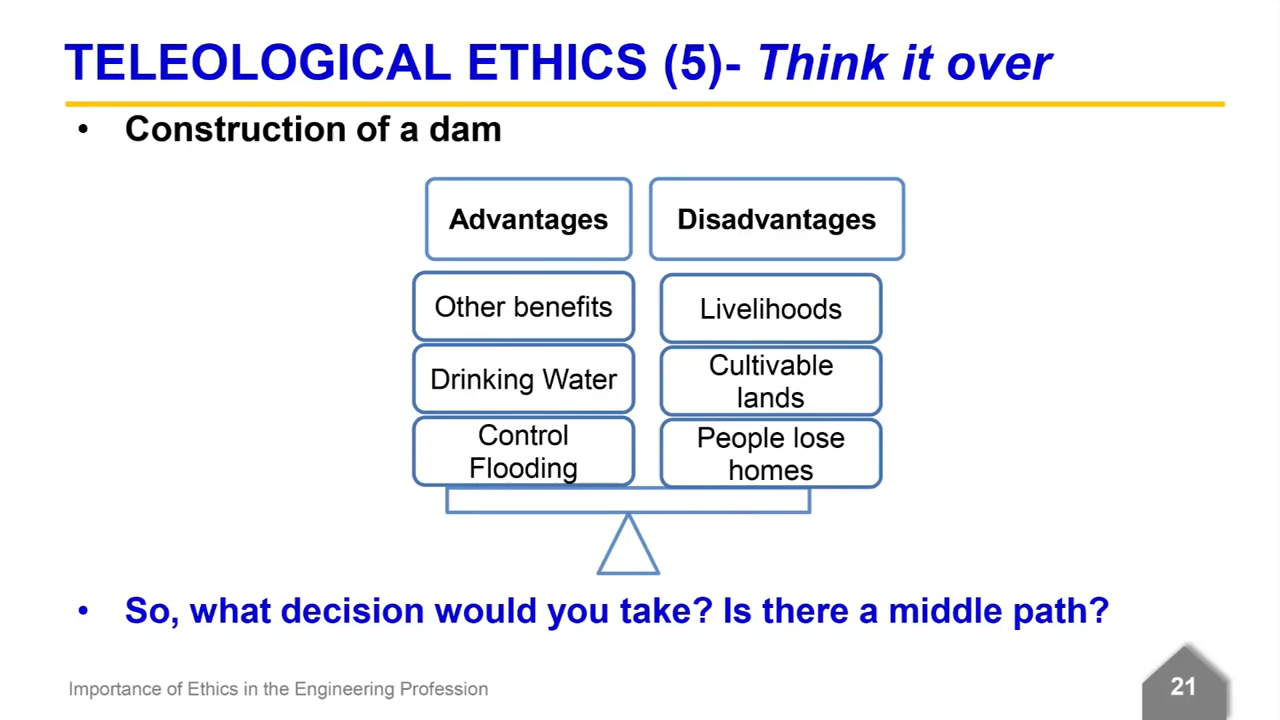 TELEOLOGICAL ETHICS (5)- Think it over
• Construction of a dam
Advantages
Disadvantages
Other benefits
Livelihoods
Drinking Water
Cultivable
lands
Control
Flooding
People lose
homes
• So, what decision would you take? Is there a middle path?
Importance of Ethics in the Engineering Profession
21